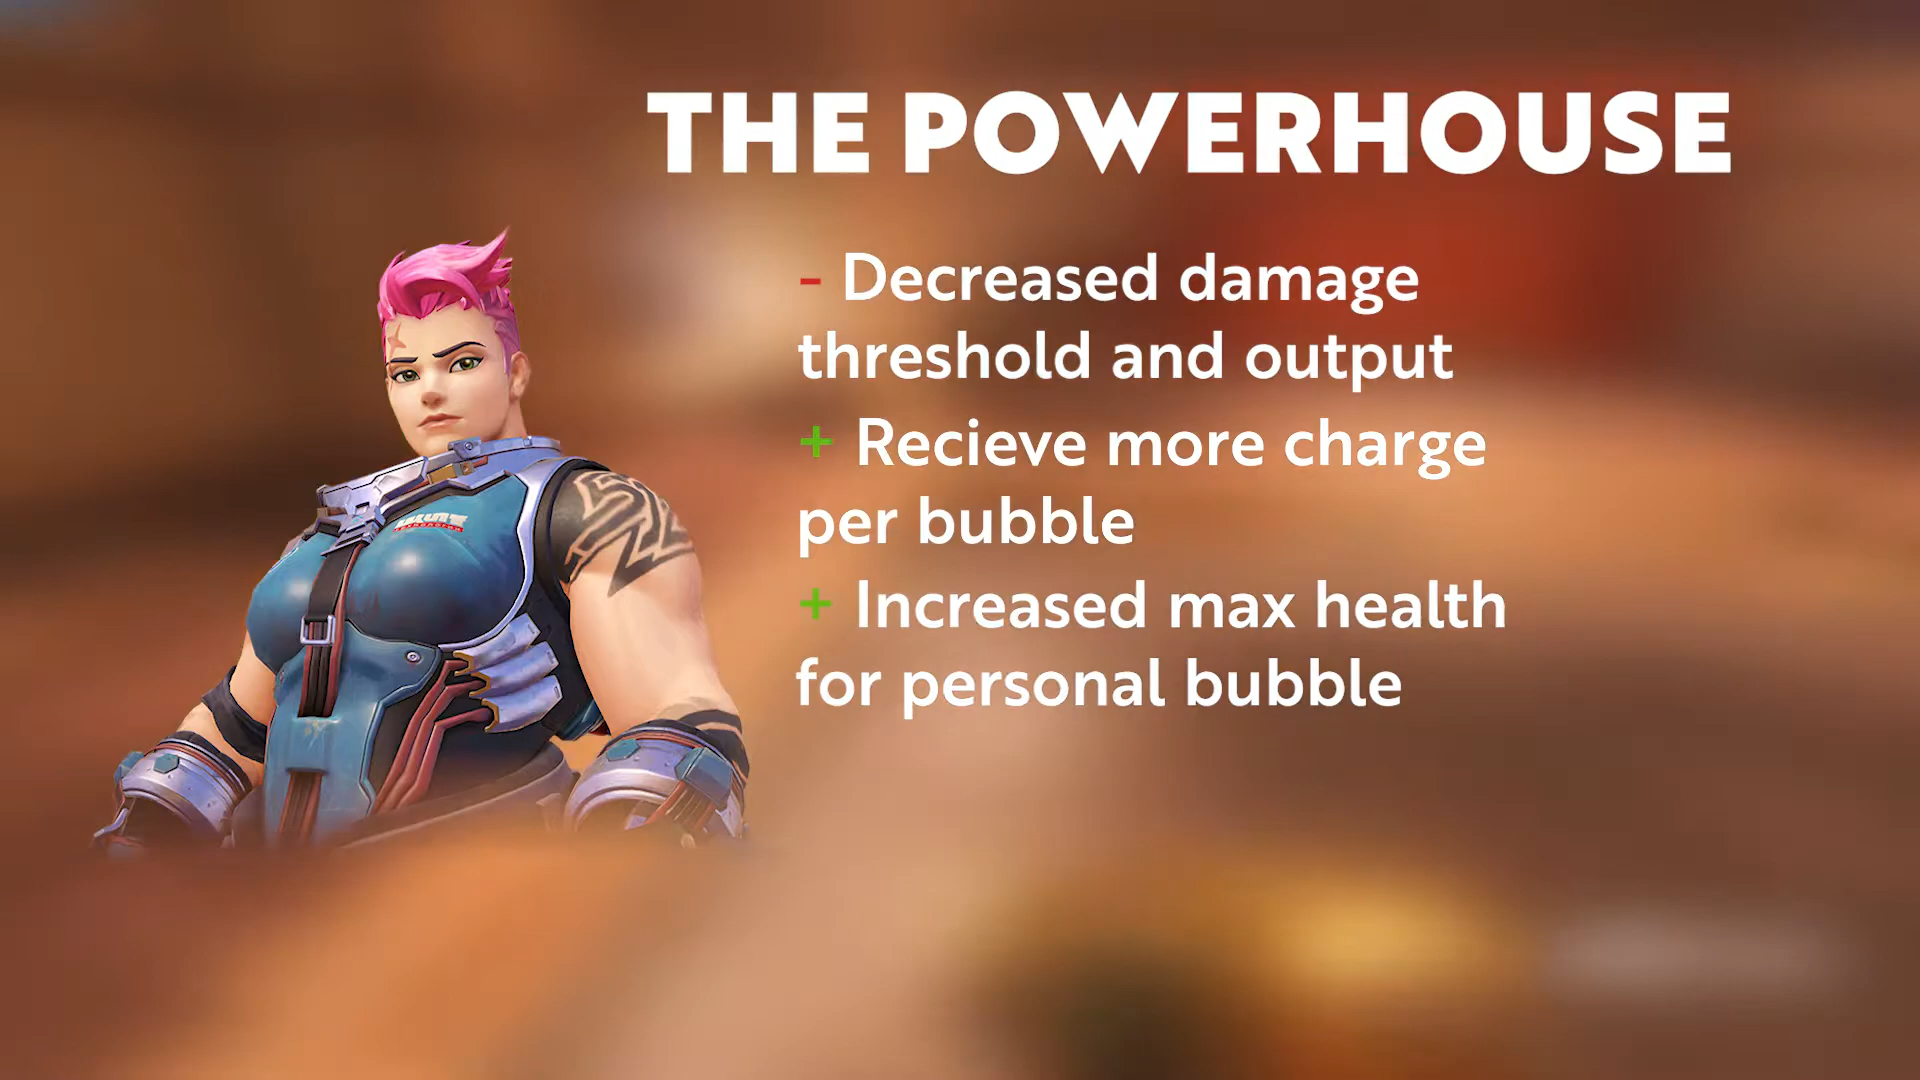 THE POWERHOUSE
- Decreased damage
threshold and output
+ Recieve more charge
per bubble
+ Increased max health
for personal bubble